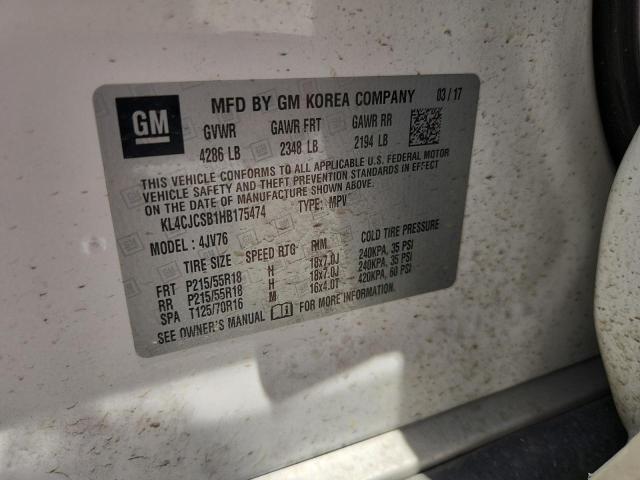 GM
MFD BY GM KOREA COMPANY 03 / 17
GVWR GAWR FRT GAWR RR
4286 LB 2348 LB 2194 LB
THIS VEHICLE CONFORMS TO ALL APPLICABLE U.S. FEDERAL MOTOR
VEHICLE SAFETY AND THEFT PREVENTION STANDARDS IN EFFECT
ON THE DATE OF MANUFACTURE SHOWN ABOVE.
KL4CJCSB1HB175474 TYPE: MPV
MODEL: 4JV76
TIRE SIZE SPEED RTG RIM COLD TIRE PRESSURE
FRT P215/55R18 H 18x7.0J 240KPA, 35 PSI
RR P215/55R18 H 18x7.0J 240KPA, 35 PSI
SPA T125/70R16 M 16x4.0T 420KPA, 60 PSI
SEE OWNER'S MANUAL FOR MORE INFORMATION.